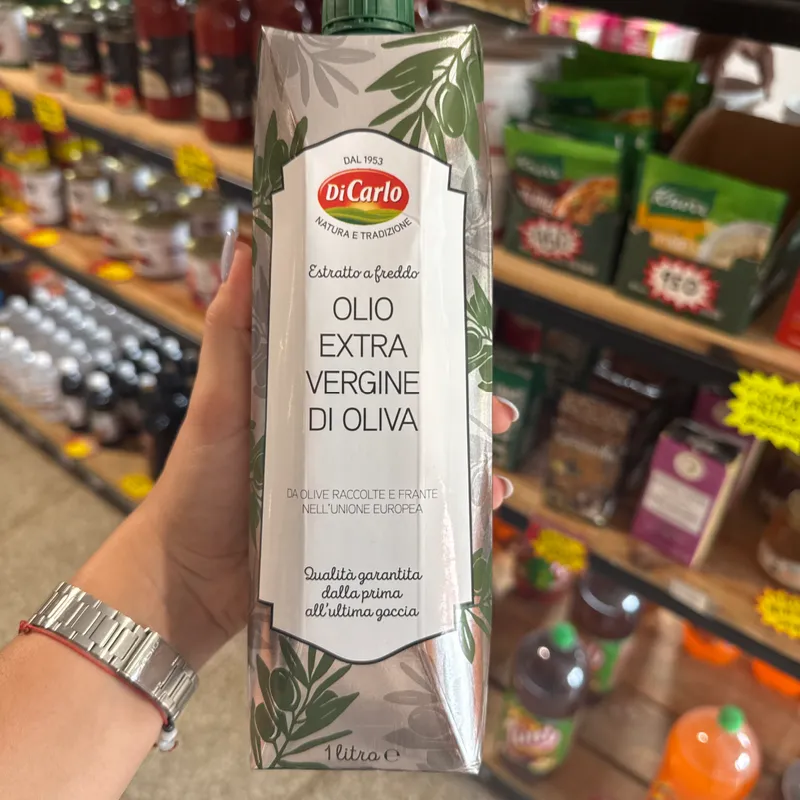 DAL 1953
DiCarlo
NATURA E TRADIZIONE
Estratto a freddo
OLIO
EXTRA
VERGINE
DI OLIVA
DA OLIVE RACCOLTE E FRANTE
NELL'UNIONE EUROPEA
Qualità garantita
dalla prima
all'ultima goccia
1 litro ℮
Knorr